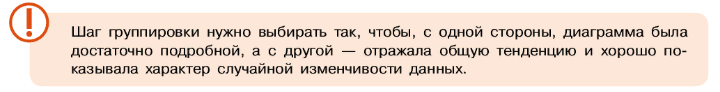 Шаг группировки нужно выбирать так, чтобы, с одной стороны, диаграмма была
достаточно подробной, а с другой — отражала общую тенденцию и хорошо по-
казывала характер случайной изменчивости данных.